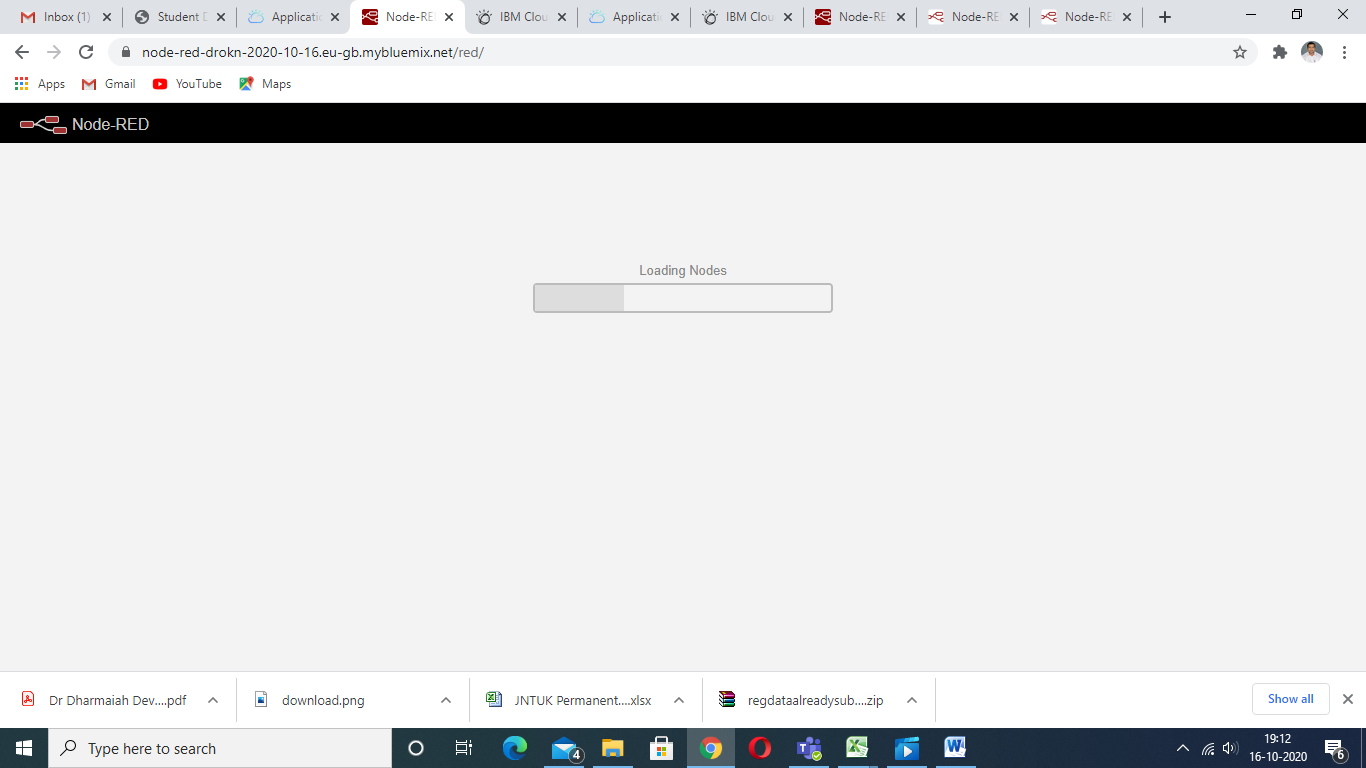 Inbox (1)
Student D
Applicatio
Node-RE
IBM Clou
Applicatio
IBM Clou
Node-RE
Node-RE
Node-RE
node-red-drokn-2020-10-16.eu-gb.mybluemix.net/red/
Apps
Gmail
YouTube
Maps
Node-RED
Loading Nodes
Dr Dharmaiah Dev....pdf
download.png
JNTUK Permanent....xlsx
regdataalreadysub....zip
Show all
Type here to search
4
19:12
16-10-2020
6